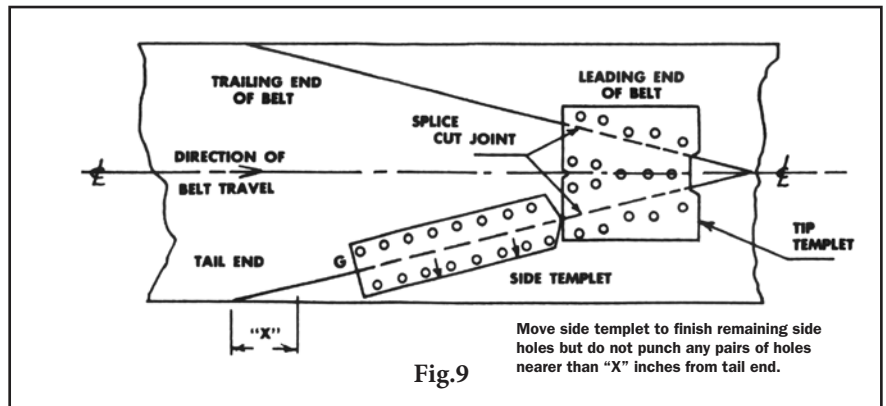 TRAILING END
OF BELT
LEADING END
OF BELT
SPLICE
CUT JOINT
℄
DIRECTION OF
BELT TRAVEL
℄
TAIL END
G
SIDE TEMPLET
TIP
TEMPLET
"X"
Move side templet to finish remaining side
holes but do not punch any pairs of holes
nearer than “X” inches from tail end.
Fig.9